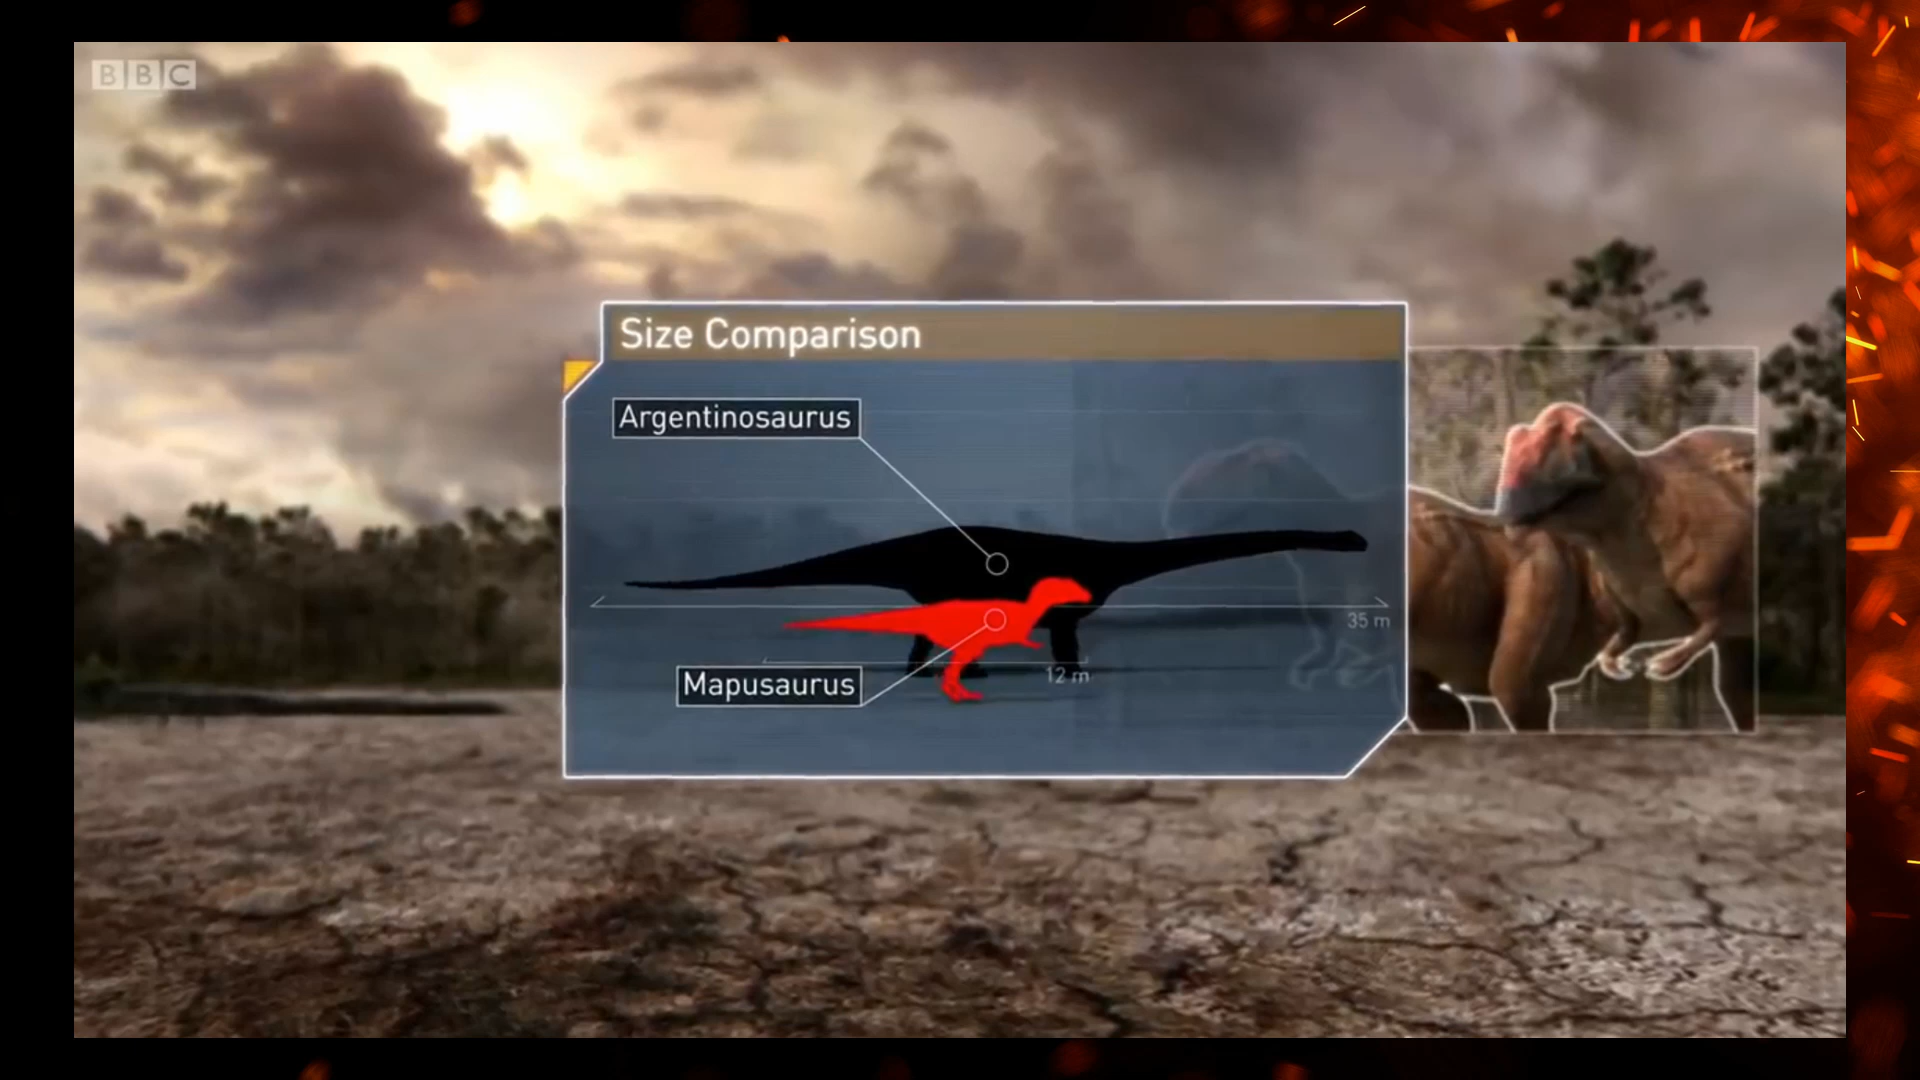 BBC
Size Comparison
Argentinosaurus
35 m
12 m
Mapusaurus